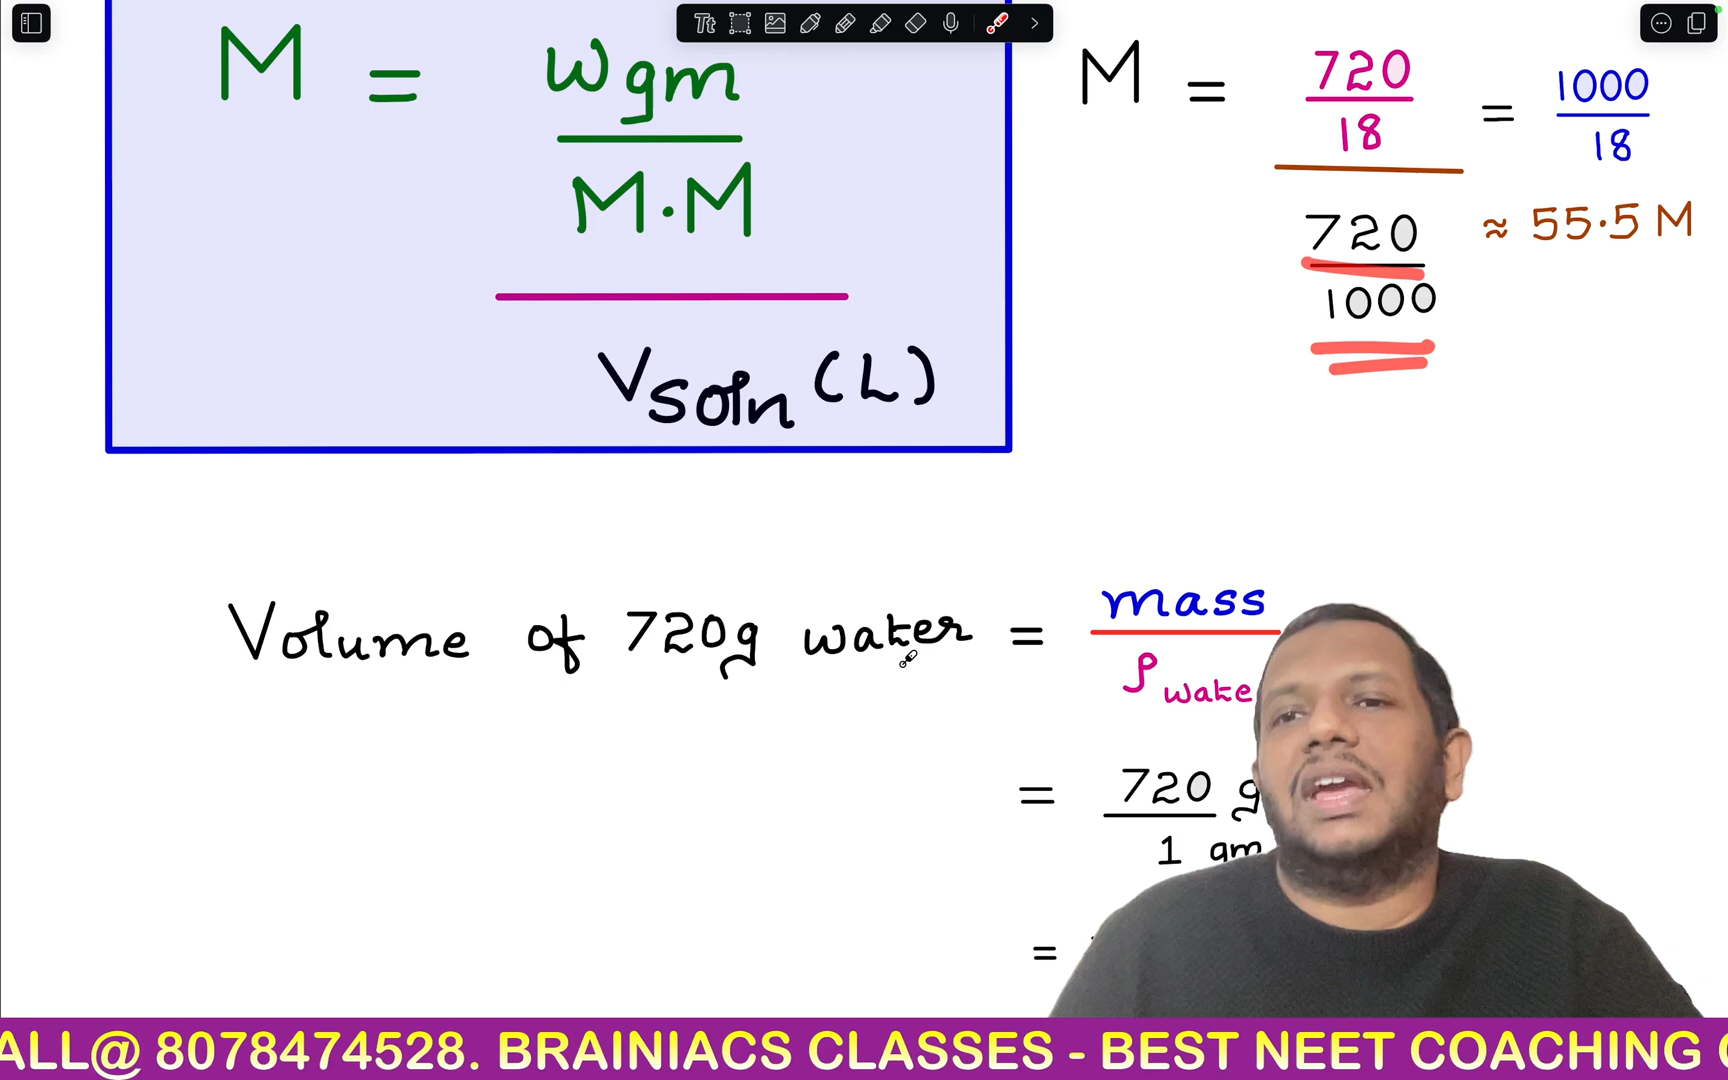 M = w gm
M·M
Vsoln (L)
M = 720/18 = 1000/18
720
1000
≈ 55.5 M
Volume of 720g water = mass
ρ wate
= 720 g
1 gm
=
ALL@ 8078474528. BRAINIACS CLASSES - BEST NEET COACHING